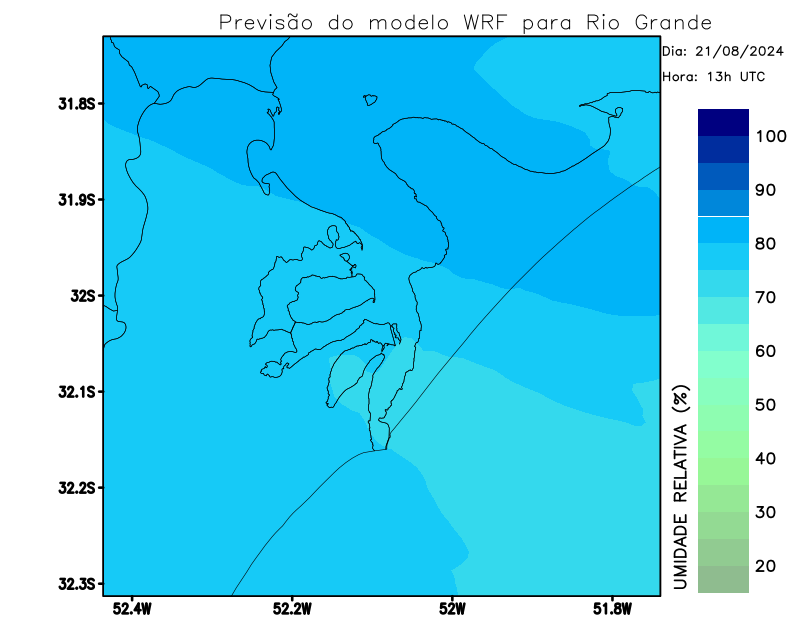 Previsão do modelo WRF para Rio Grande
Dia: 21/08/2024
Hora: 13h UTC
31.8S
31.9S
32S
32.1S
32.2S
32.3S
52.4W
52.2W
52W
51.8W
UMIDADE RELATIVA (%)
100
90
80
70
60
50
40
30
20